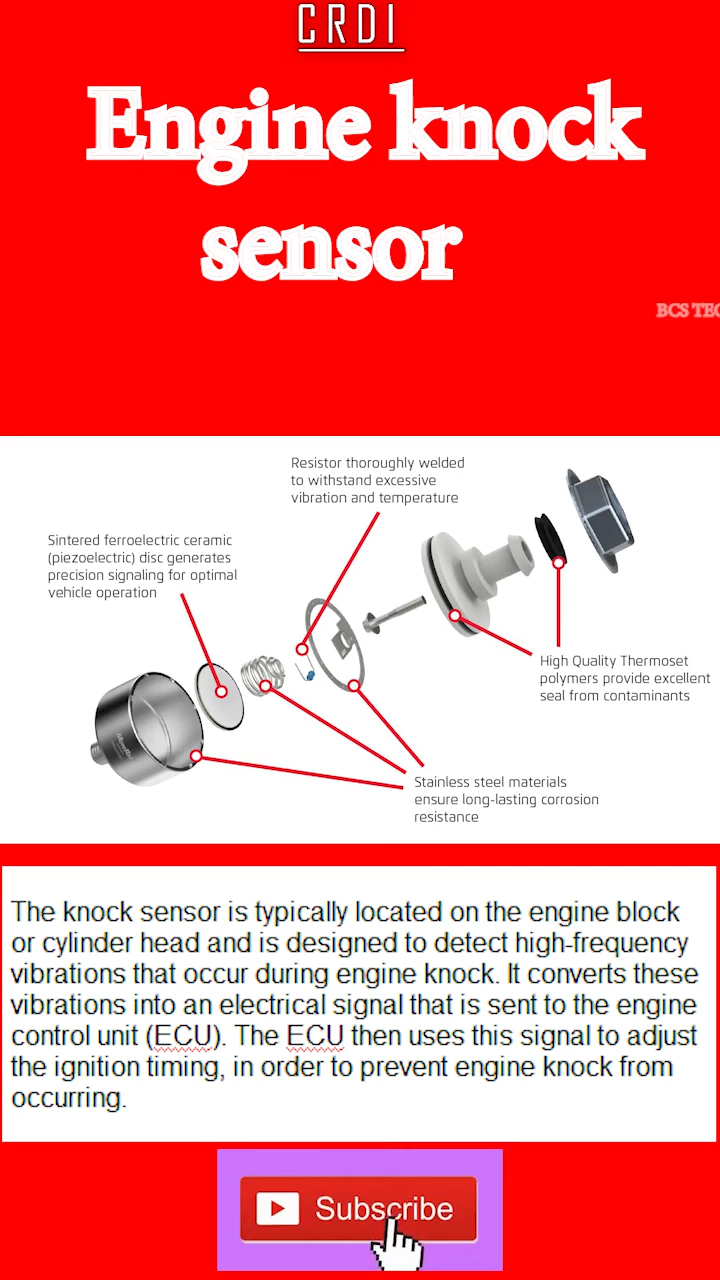 CRDI
Engine knock
sensor
BCS TEC
Resistor thoroughly welded
to withstand excessive
vibration and temperature
Sintered ferroelectric ceramic
(piezoelectric) disc generates
precision signaling for optimal
vehicle operation
High Quality Thermoset
polymers provide excellent
seal from contaminants
Stainless steel materials
ensure long-lasting corrosion
resistance
The knock sensor is typically located on the engine block
or cylinder head and is designed to detect high-frequency
vibrations that occur during engine knock. It converts these
vibrations into an electrical signal that is sent to the engine
control unit (ECU). The ECU then uses this signal to adjust
the ignition timing, in order to prevent engine knock from
occurring.
Subscribe